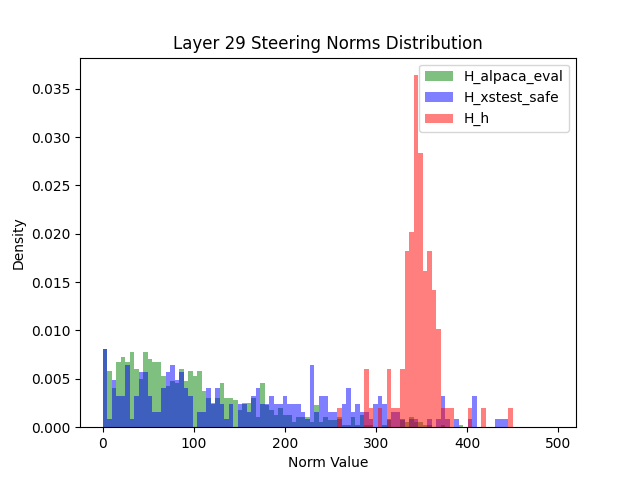 Layer 29 Steering Norms Distribution
H_alpaca_eval
H_xstest_safe
H_h
0.035
0.030
0.025
0.020
0.015
0.010
0.005
0.000
Density
0
100
200
300
400
500
Norm Value